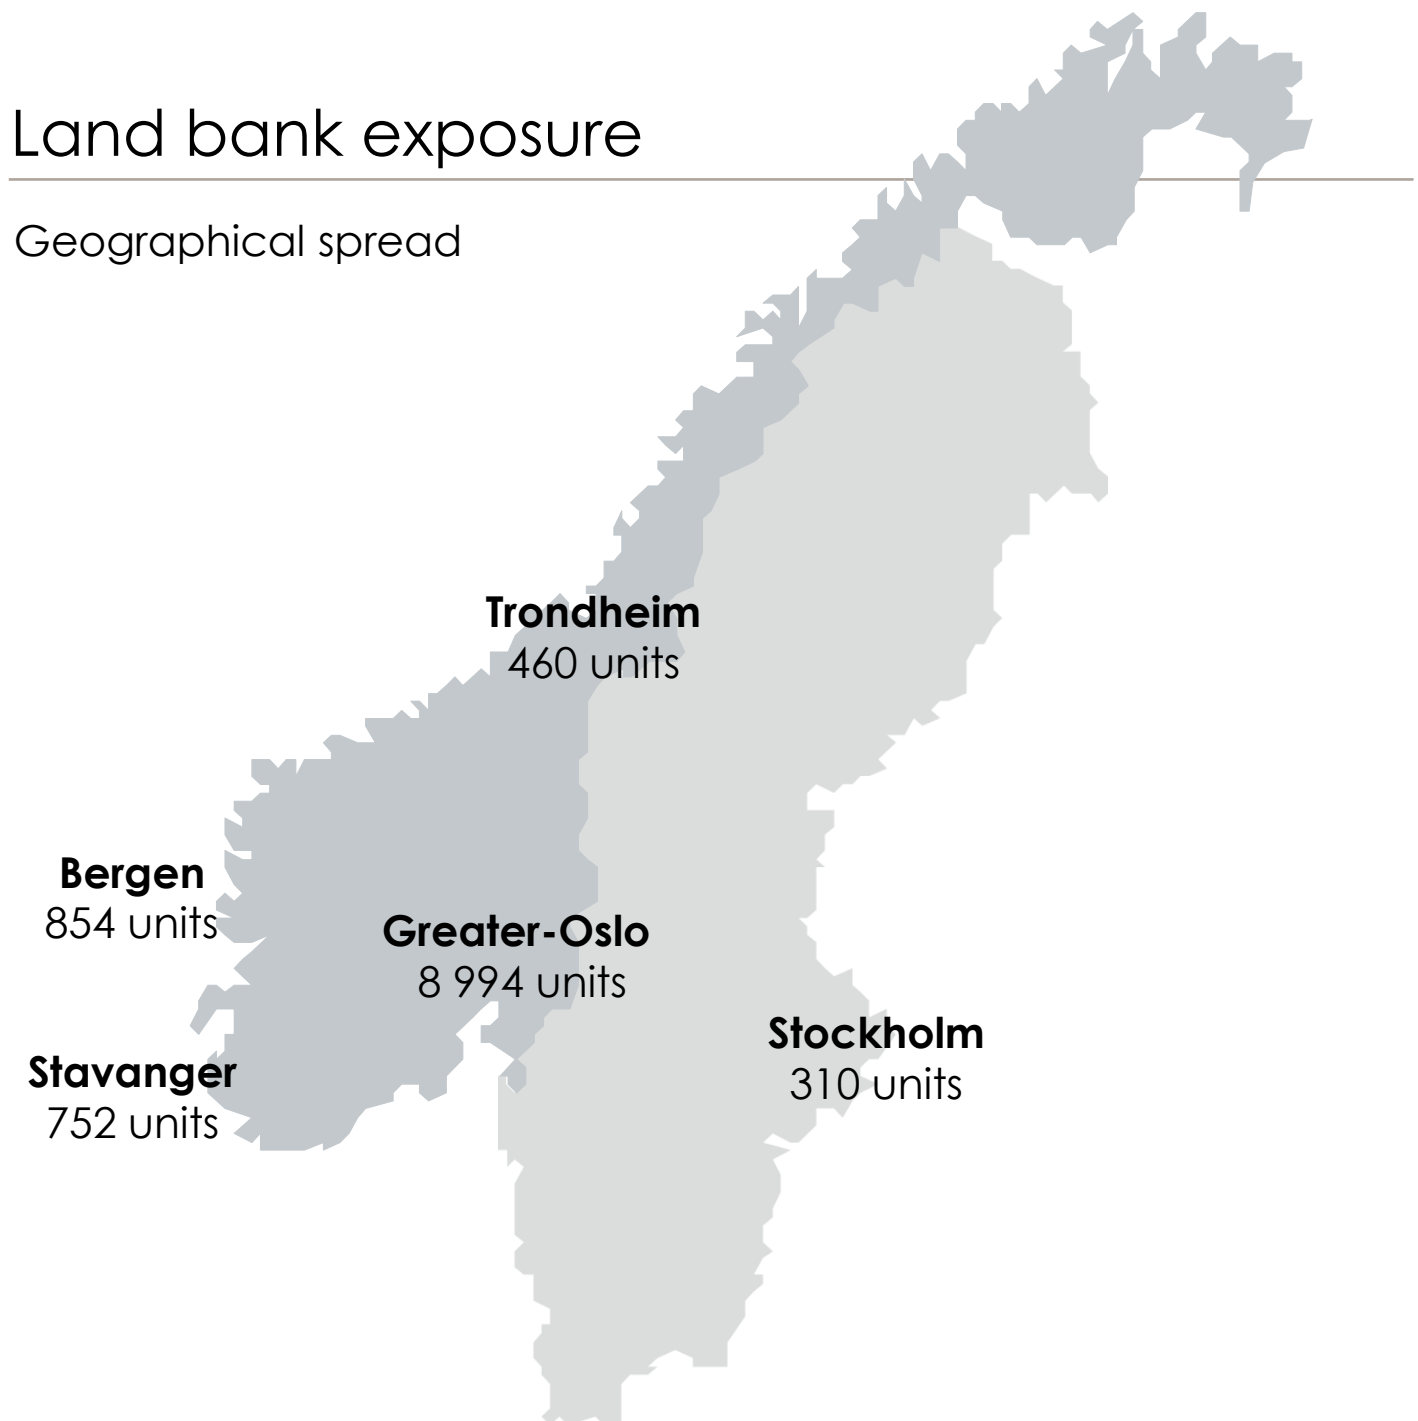 Land bank exposure
Geographical spread
Trondheim
460 units
Bergen
854 units
Greater-Oslo
8 994 units
Stockholm
310 units
Stavanger
752 units